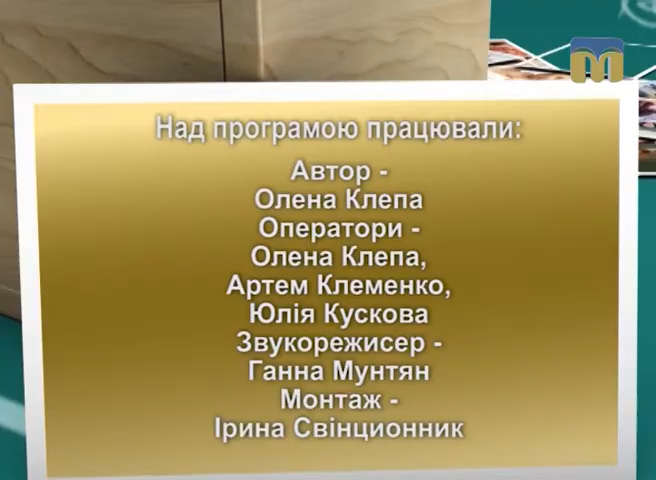 Над програмою працювали:
Автор -
Олена Клепа
Оператори -
Олена Клепа,
Артем Клеменко,
Юлія Кускова
Звукорежисер -
Ганна Мунтян
Монтаж -
Ірина Свінционник